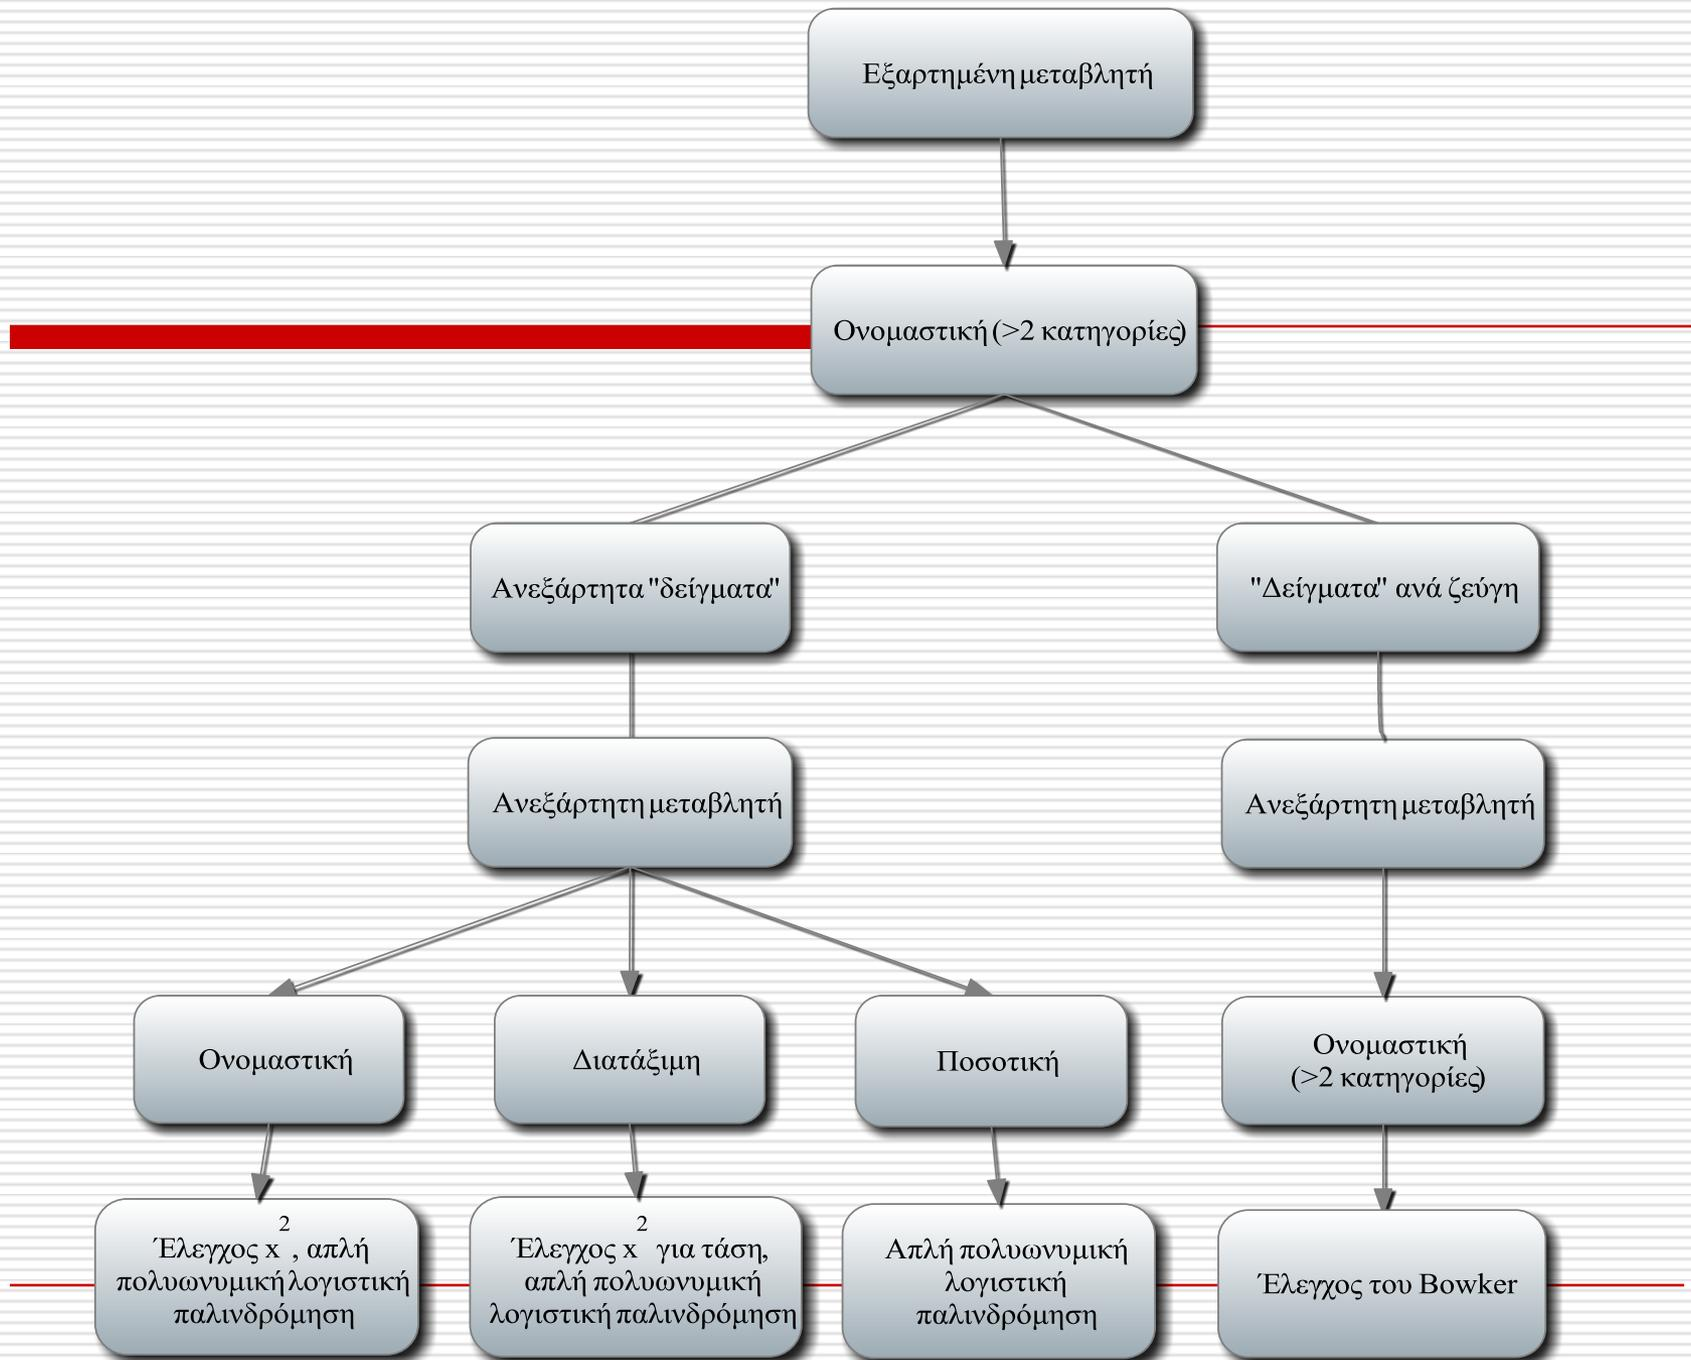 Εξαρτημένη μεταβλητή
Ονομαστική (>2 κατηγορίες)
Ανεξάρτητα "δείγματα"
"Δείγματα" ανά ζεύγη
Ανεξάρτητη μεταβλητή
Ανεξάρτητη μεταβλητή
Ονομαστική
Διατάξιμη
Ποσοτική
Ονομαστική
(>2 κατηγορίες)
Έλεγχος x², απλή
πολυωνυμική λογιστική
παλινδρόμηση
Έλεγχος x² για τάση,
απλή πολυωνυμική
λογιστική παλινδρόμηση
Απλή πολυωνυμική
λογιστική
παλινδρόμηση
Έλεγχος του Bowker